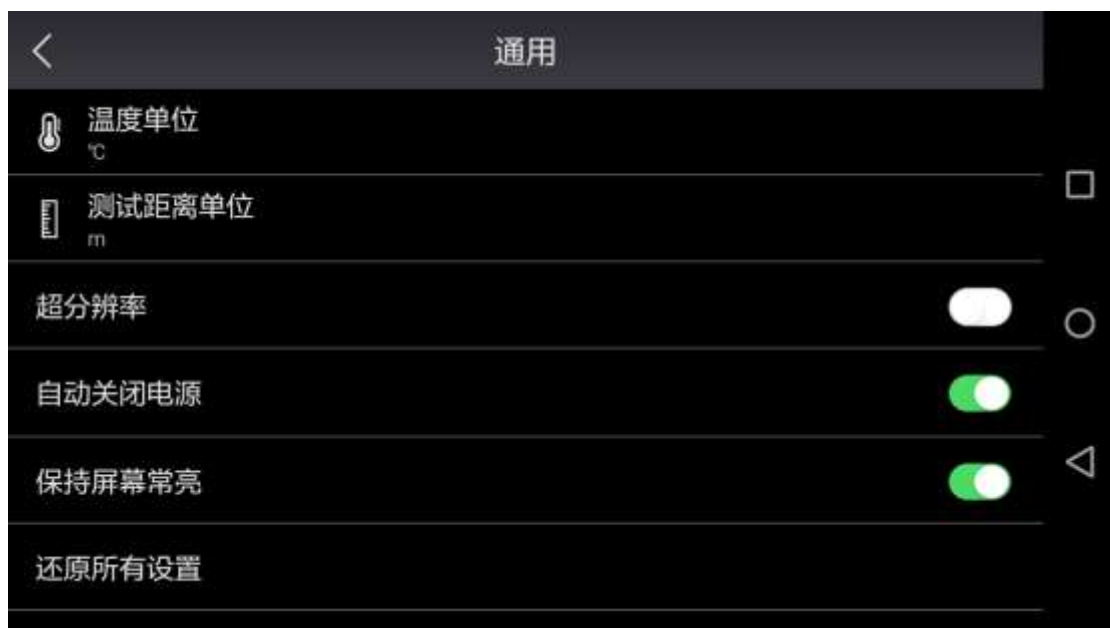 通用
温度单位
℃
测试距离单位
m
超分辨率
自动关闭电源
保持屏幕常亮
还原所有设置